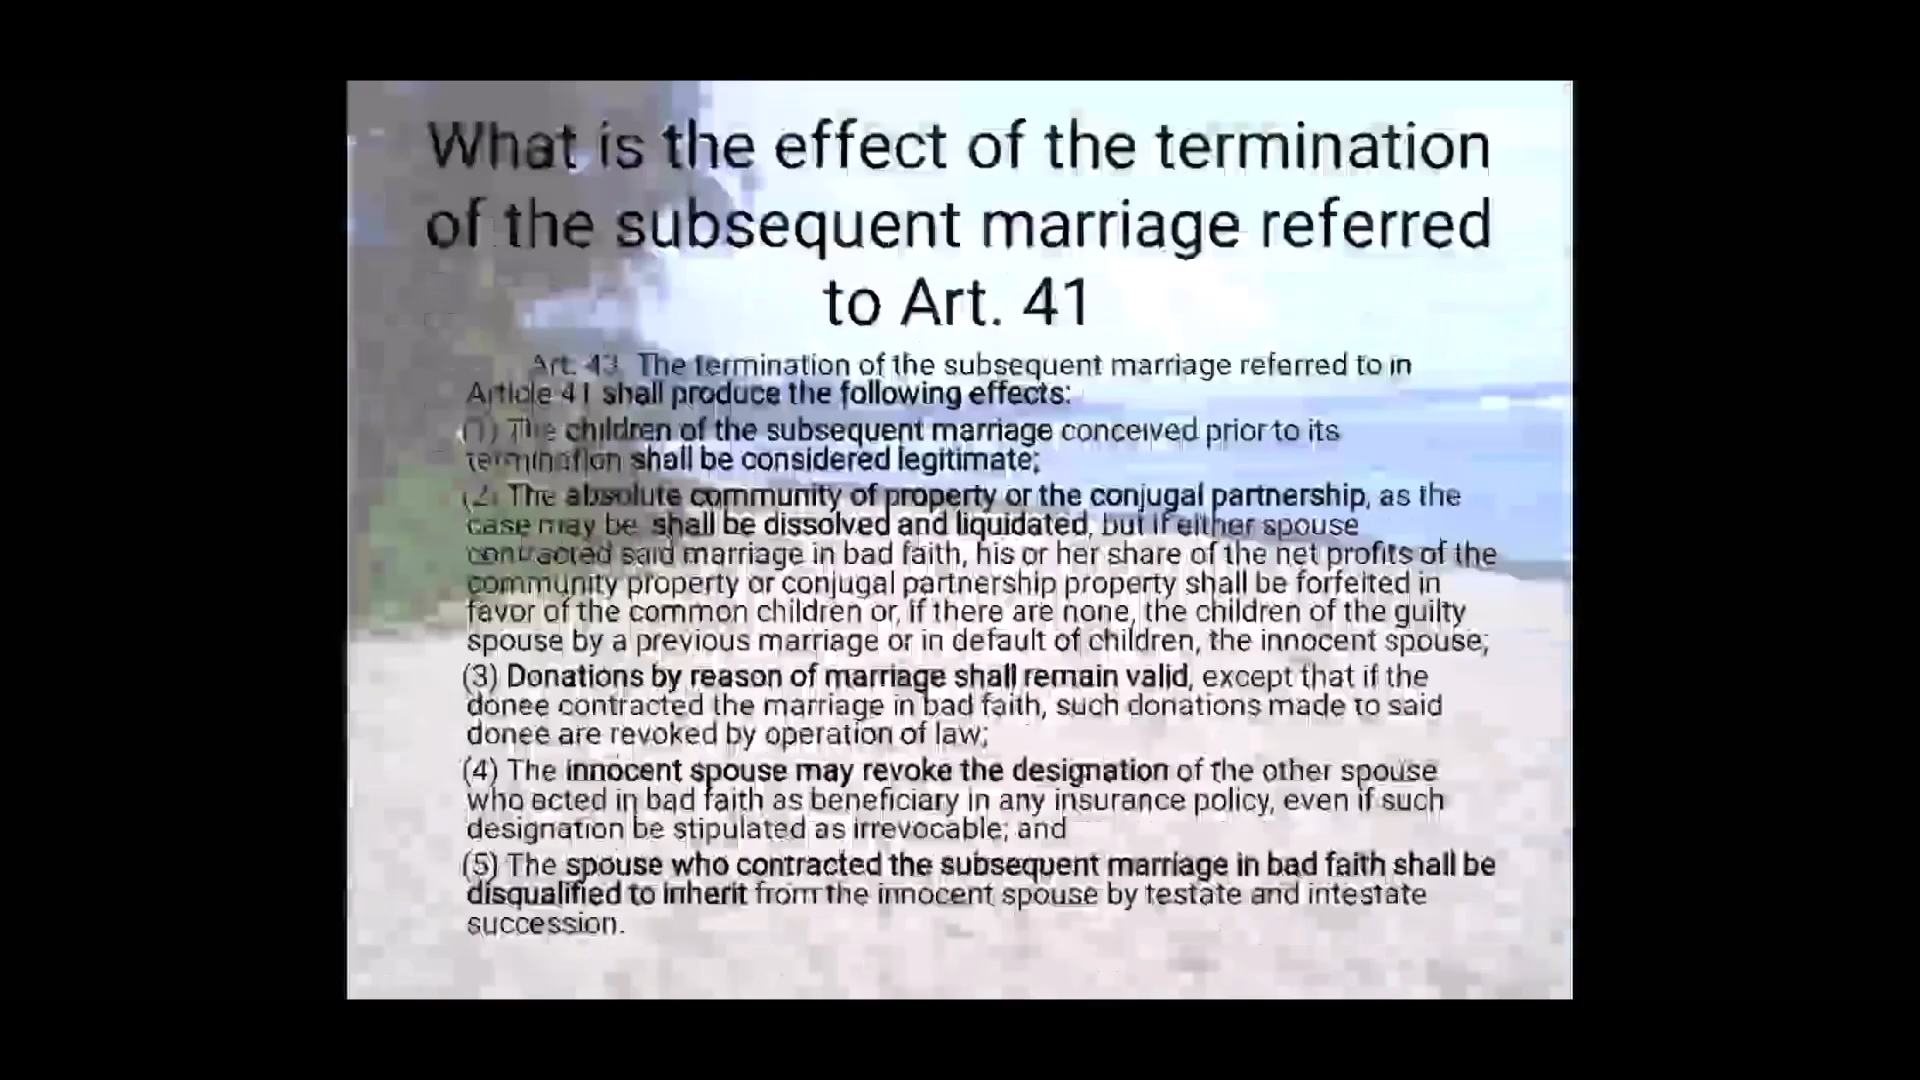 What is the effect of the termination
of the subsequent marriage referred
to Art. 41
Art. 43. The termination of the subsequent marriage referred to in
Article 41 shall produce the following effects:
(1) The children of the subsequent marriage conceived prior to its
termination shall be considered legitimate;
(2) The absolute community of property or the conjugal partnership, as the
case may be, shall be dissolved and liquidated, but if either spouse
contracted said marriage in bad faith, his or her share of the net profits of the
community property or conjugal partnership property shall be forfeited in
favor of the common children or, if there are none, the children of the guilty
spouse by a previous marriage or in default of children, the innocent spouse;
(3) Donations by reason of marriage shall remain valid, except that if the
donee contracted the marriage in bad faith, such donations made to said
donee are revoked by operation of law;
(4) The innocent spouse may revoke the designation of the other spouse
who acted in bad faith as beneficiary in any insurance policy, even if such
designation be stipulated as irrevocable; and
(5) The spouse who contracted the subsequent marriage in bad faith shall be
disqualified to inherit from the innocent spouse by testate and intestate
succession.